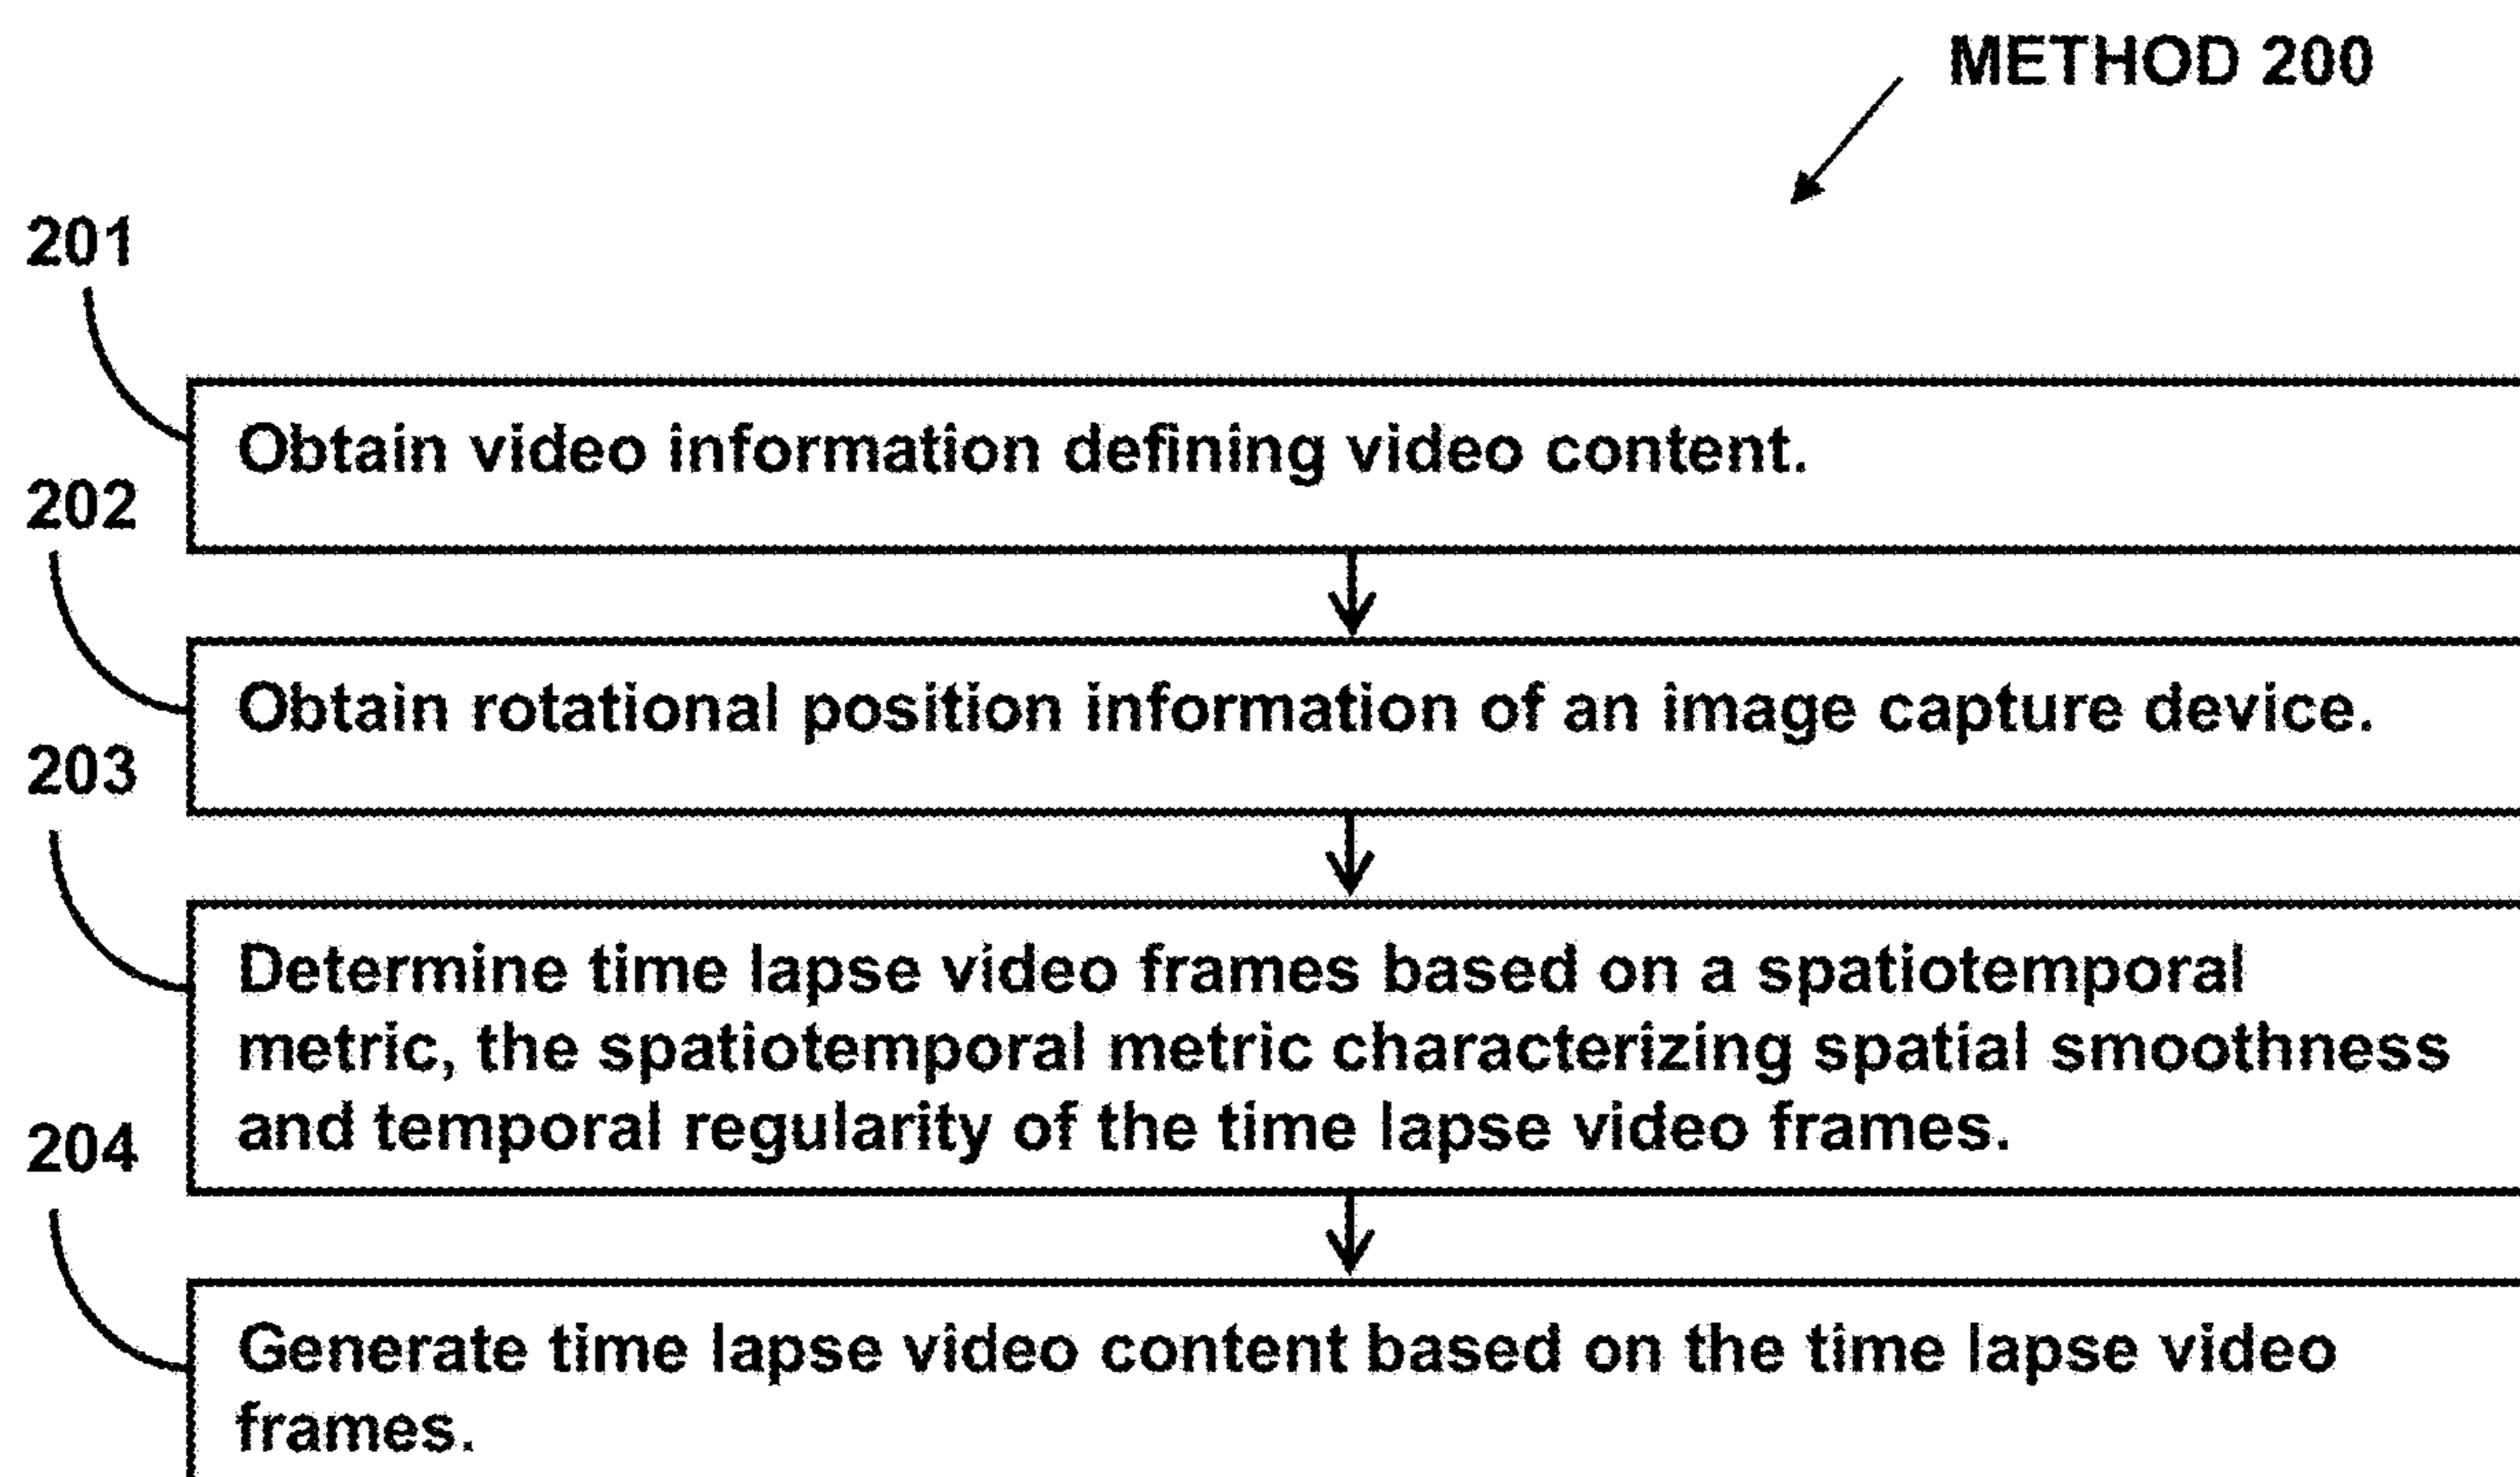 METHOD 200
201
Obtain video information defining video content.
202
Obtain rotational position information of an image capture device.
203
Determine time lapse video frames based on a spatiotemporal
metric, the spatiotemporal metric characterizing spatial smoothness
and temporal regularity of the time lapse video frames.
204
Generate time lapse video content based on the time lapse video
frames.